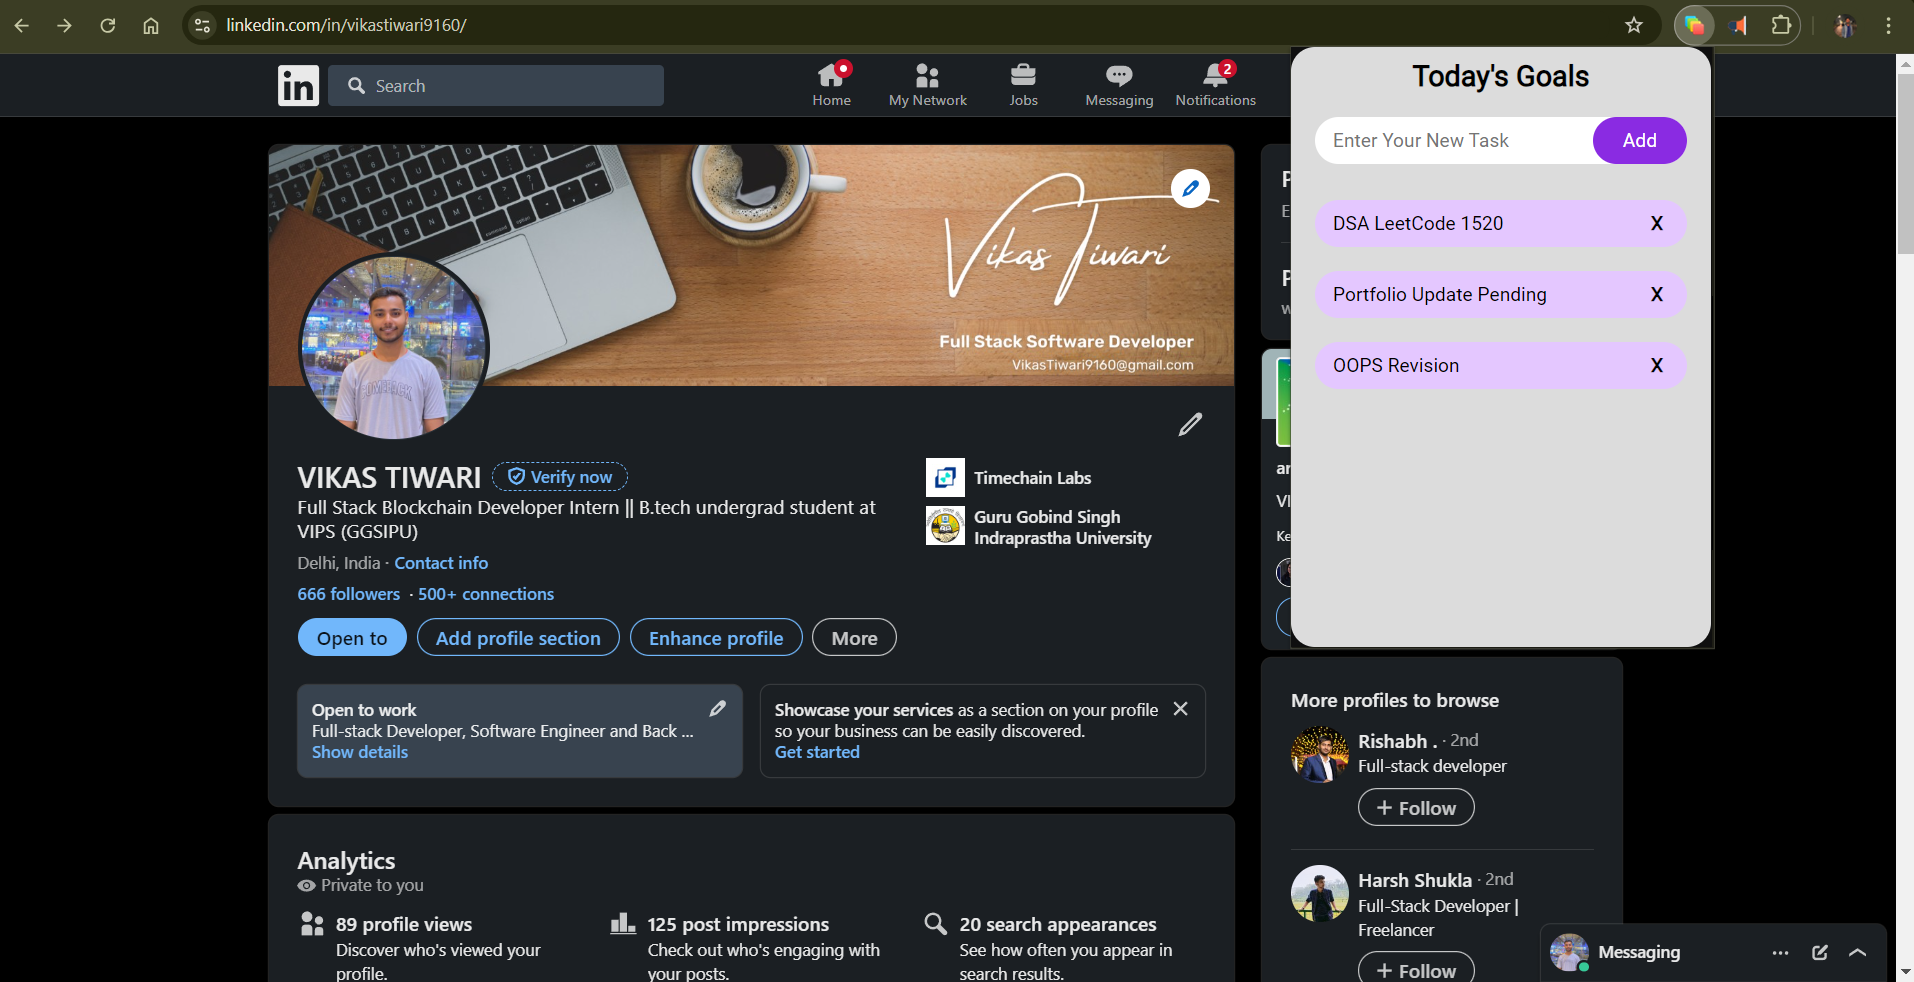 linkedin.com/in/vikastiwari9160/
in
Search
Home
My Network
Jobs
Messaging
2
Notifications
Today's Goals
Enter Your New Task
Add
DSA LeetCode 1520
X
Portfolio Update Pending
X
OOPS Revision
X
Vikas Tiwari
Full Stack Software Developer
VikasTiwari9160@gmail.com
COMEBACK
VIKAS TIWARI
Verify now
Full Stack Blockchain Developer Intern || B.tech undergrad student at
VIPS (GGSIPU)
Delhi, India · Contact info
666 followers · 500+ connections
Timechain Labs
Guru Gobind Singh
Indraprastha University
Open to
Add profile section
Enhance profile
More
Open to work
Full-stack Developer, Software Engineer and Back ...
Show details
Showcase your services as a section on your profile
so your business can be easily discovered.
Get started
Analytics
Private to you
89 profile views
Discover who's viewed your
profile.
125 post impressions
Check out who's engaging with
your posts.
20 search appearances
See how often you appear in
search results.
More profiles to browse
Rishabh . · 2nd
Full-stack developer
+ Follow
Harsh Shukla · 2nd
Full-Stack Developer |
Freelancer
+ Follow
Messaging